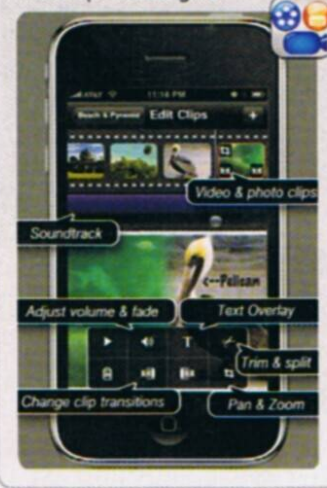 AT&T 11:14 PM
Beach & Pyramid Edit Clips +
Video & photo clips
Soundtrack
<--Pelican
Adjust volume & fade
Text Overlay
T
Trim & split
Change clip transitions
Pan & Zoom